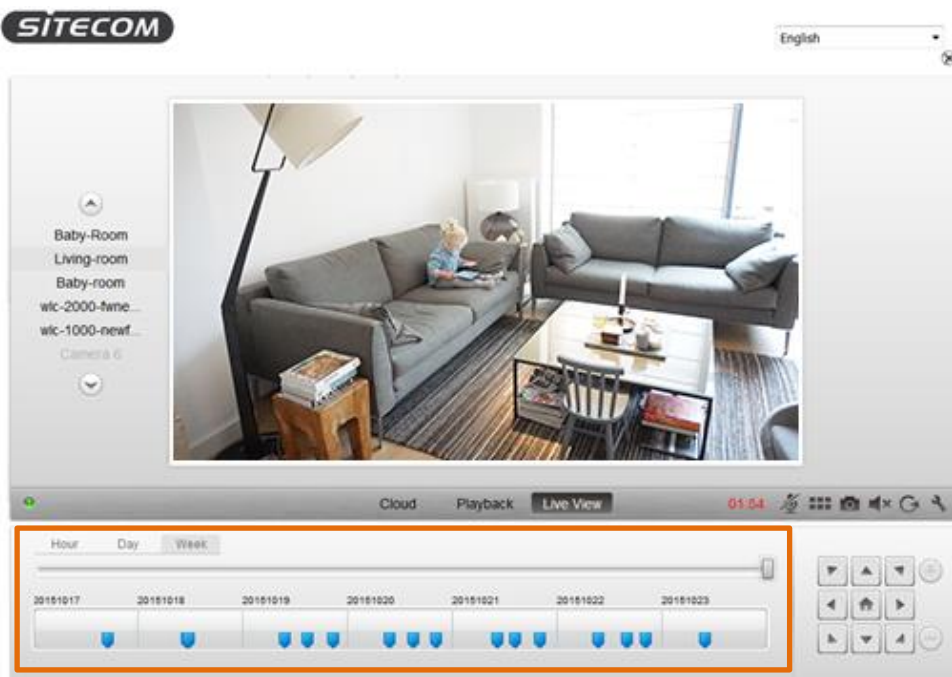 SITECOM
English
Baby-Room
Living-room
Baby-room
wlc-2000-fwne...
wlc-1000-newf...
Camera 6
Cloud Playback Live View 01:54
Hour Day Week
20151017 20151018 20151019 20151020 20151021 20151022 20151023